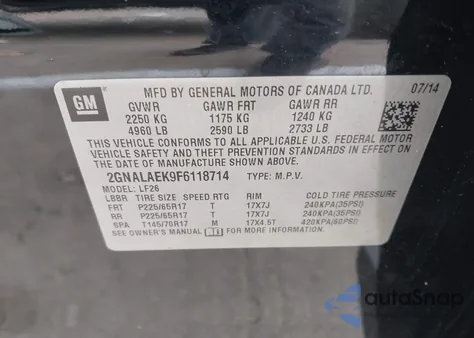 GM
MFD BY GENERAL MOTORS OF CANADA LTD. 07/14
GVWR GAWR FRT GAWR RR
2250 KG 1175 KG 1240 KG
4960 LB 2590 LB 2733 LB
THIS VEHICLE CONFORMS TO ALL APPLICABLE U.S. FEDERAL
MOTOR VEHICLE SAFETY AND THEFT PREVENTION STANDARDS
IN EFFECT ON THE DATE
OF MANUFACTURE SHOWN ABOVE.
2GNALAEK9F6118714 TYPE: M.P.V.
MODEL: LF26
LBBR TIRE SIZE SPEED RTG RIM COLD TIRE PRESSURE
FRT P225/65R17 T 17X7J 240KPA(35PSI)
RR P225/65R17 T 17X7J 240KPA(35PSI)
SPA T145/70R17 M 17X4.5T 420KPA(60PSI)
SEE OWNER'S MANUAL FOR ADDITIONAL INFORMATION
autoSnap